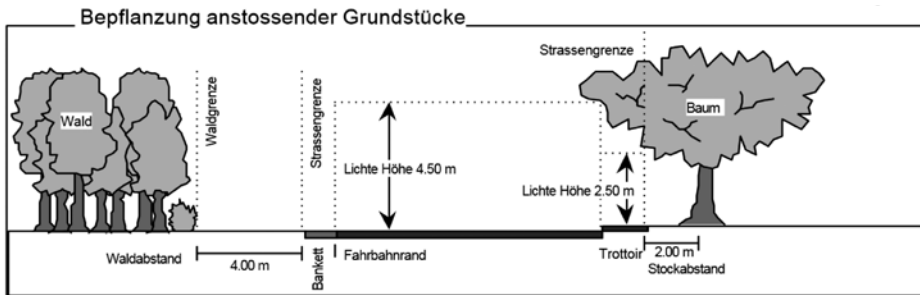 Bepflanzung anstossender Grundstücke
Strassengrenze
Waldgrenze
Strassengrenze
Wald
Baum
Lichte Höhe 4.50 m
Lichte Höhe 2.50 m
Waldabstand
4.00 m
Bankett
Fahrbahnrand
Trottoir
2.00 m
Stockabstand